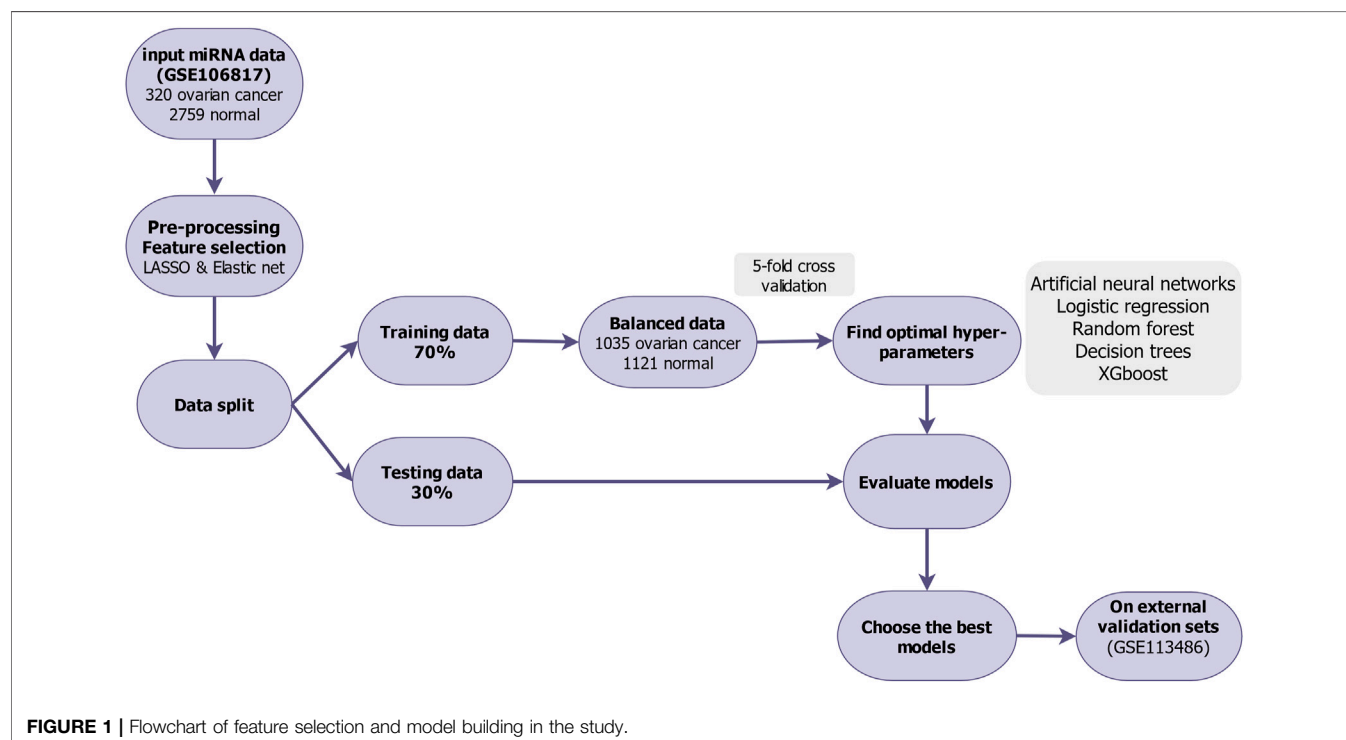 input miRNA data
(GSE106817)
320 ovarian cancer
2759 normal
Pre-processing
Feature selection
LASSO & Elastic net
Data split
Training data
70%
Testing data
30%
Balanced data
1035 ovarian cancer
1121 normal
5-fold cross
validation
Find optimal hyper-
parameters
Artificial neural networks
Logistic regression
Random forest
Decision trees
XGboost
Evaluate models
Choose the best
models
On external
validation sets
(GSE113486)
FIGURE 1 | Flowchart of feature selection and model building in the study.